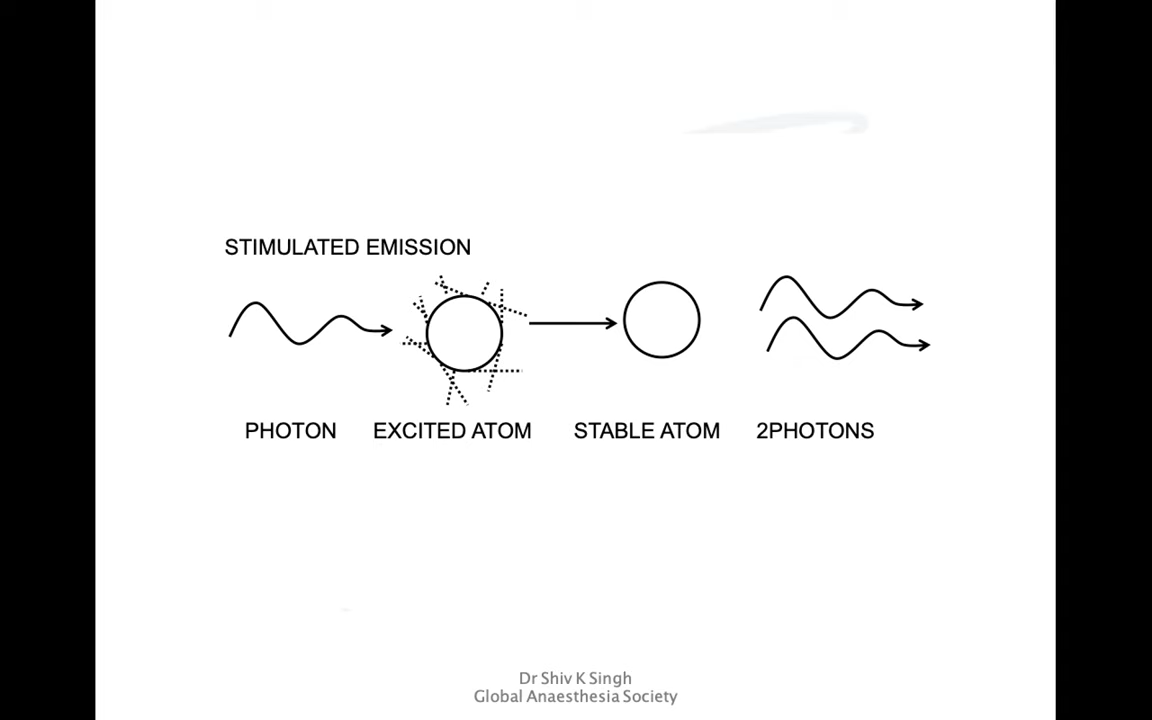 STIMULATED EMISSION
PHOTON EXCITED ATOM STABLE ATOM 2PHOTONS
Dr Shiv K Singh
Global Anaesthesia Society